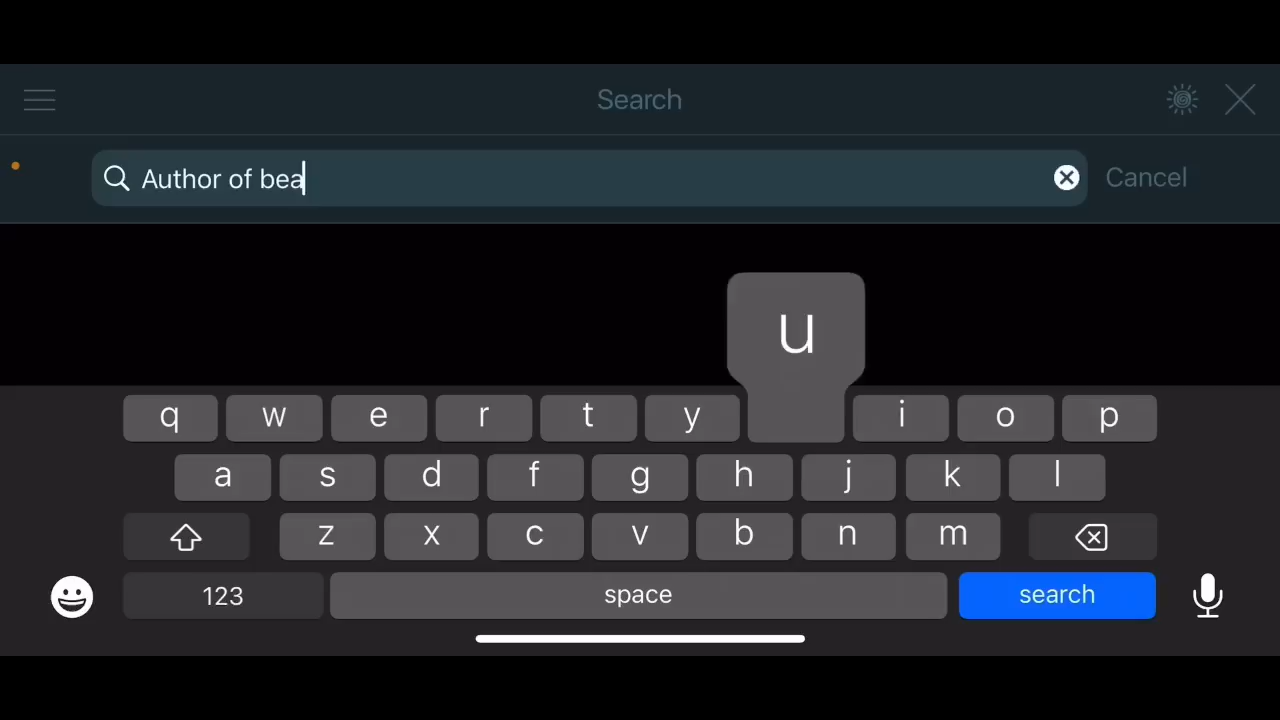 Search
Author of bea
Cancel
u
q w e r t y i o p
a s d f g h j k l
z x c v b n m
123 space search